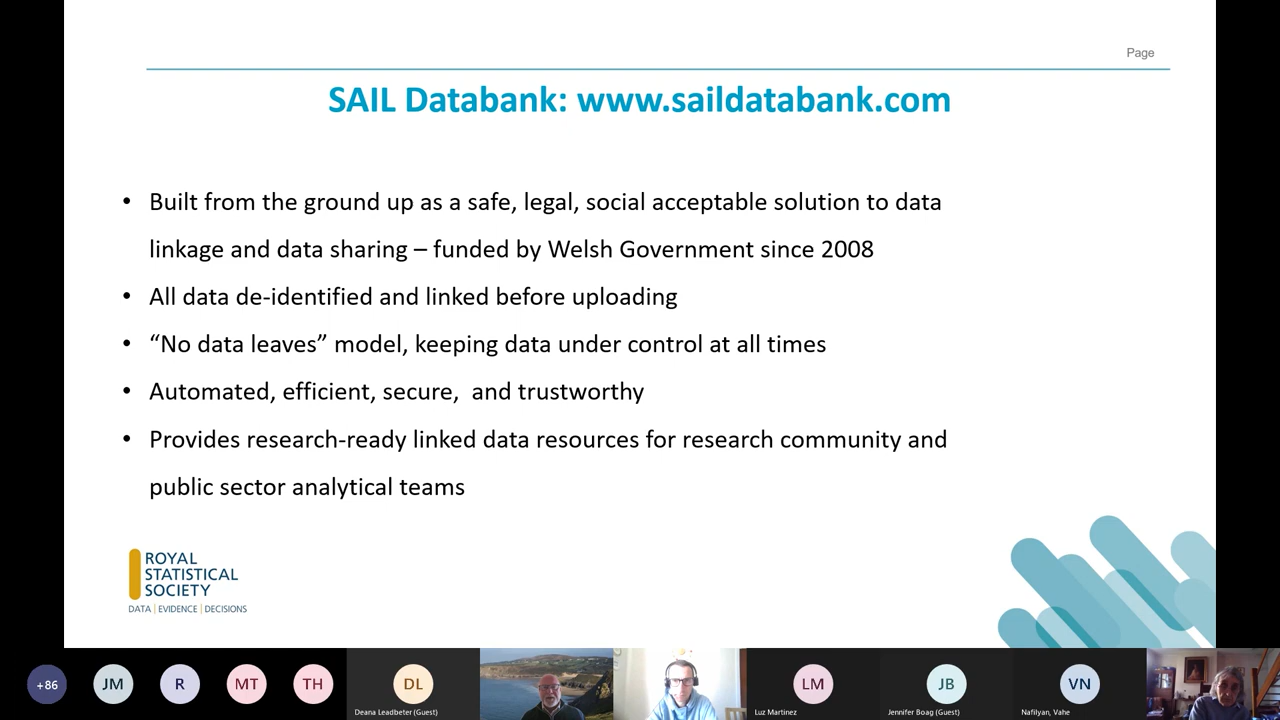 Page
SAIL Databank: www.saildatabank.com
• Built from the ground up as a safe, legal, social acceptable solution to data
linkage and data sharing – funded by Welsh Government since 2008
• All data de-identified and linked before uploading
• “No data leaves” model, keeping data under control at all times
• Automated, efficient, secure,  and trustworthy
• Provides research-ready linked data resources for research community and
public sector analytical teams
ROYAL
STATISTICAL
SOCIETY
DATA | EVIDENCE | DECISIONS
+86
JM
R
MT
TH
DL
LM
JB
VN
Deana Leadbeter (Guest)
Luz Martinez
Jennifer Boag (Guest)
Nafilyan, Vahe